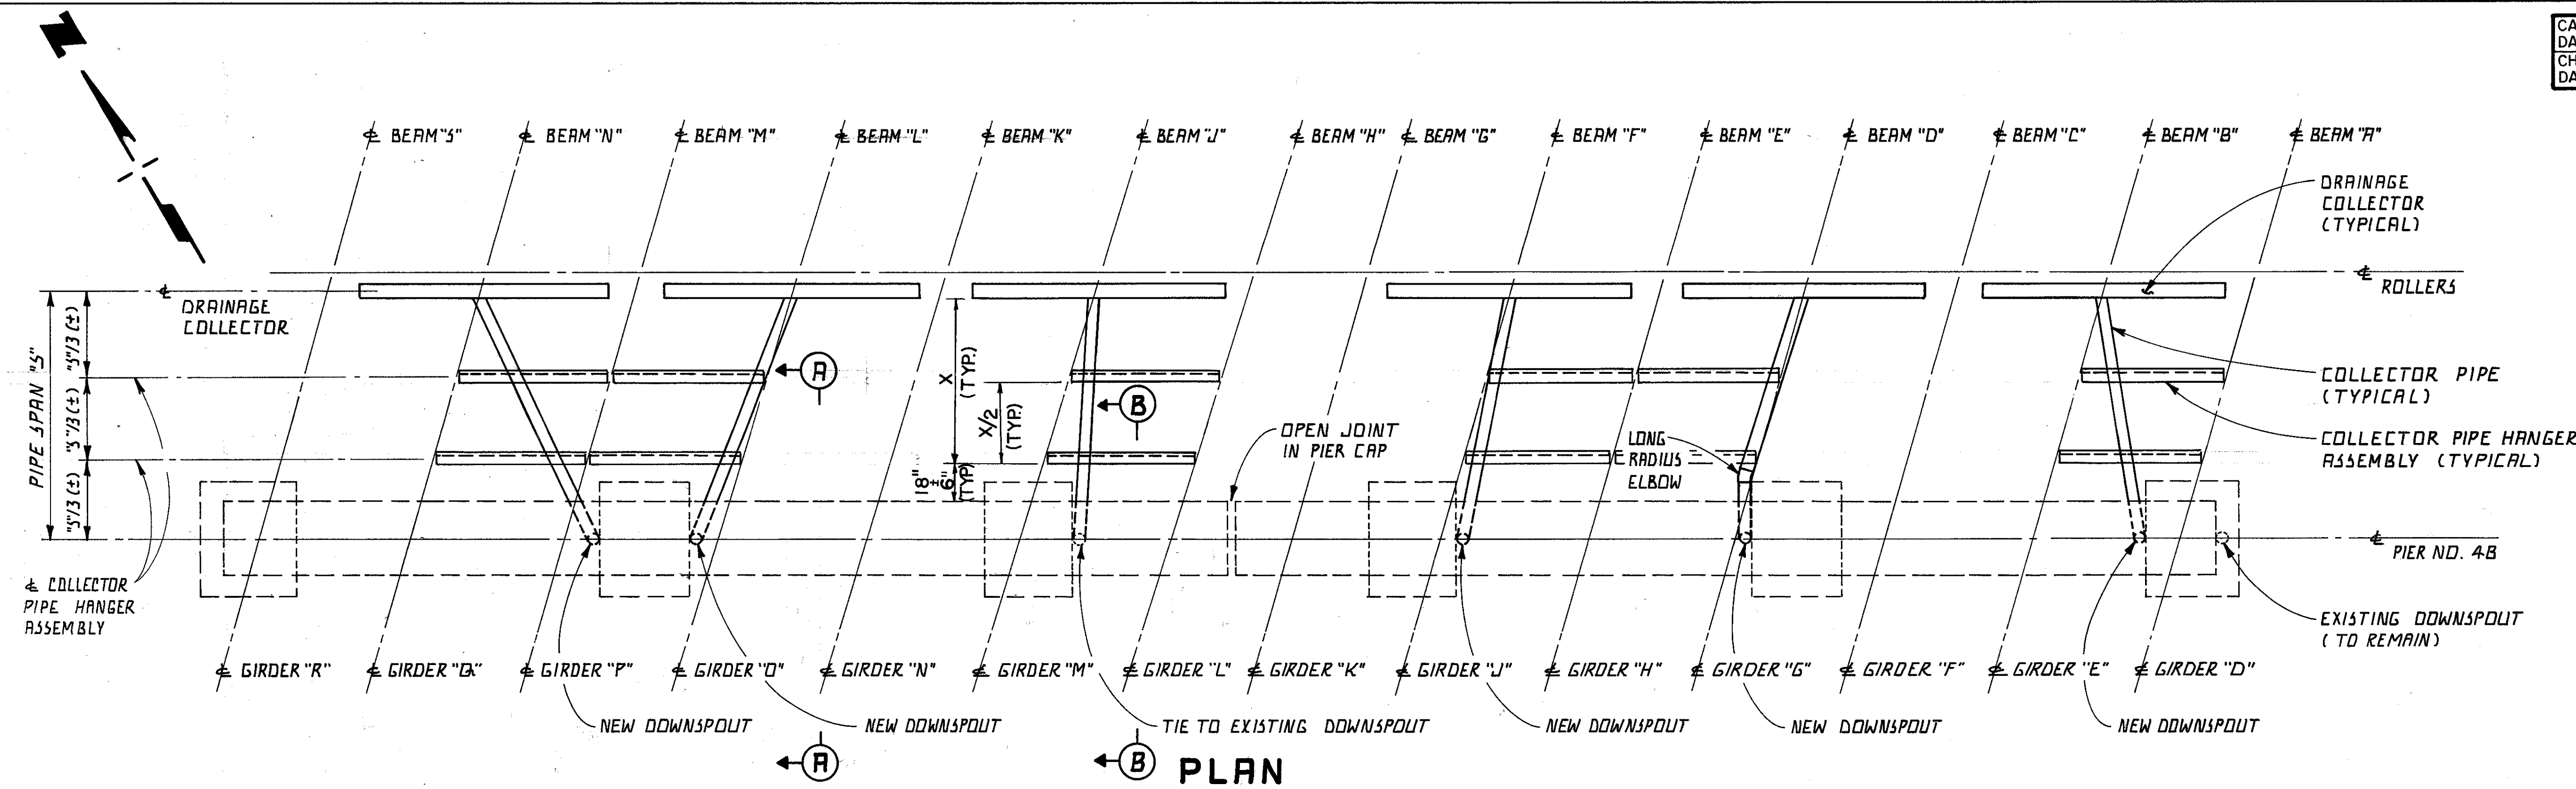 CA
DA
CH
DA
℄ BEAM "S"
℄ BEAM "N"
℄ BEAM "M"
℄ BEAM "L"
℄ BEAM "K"
℄ BEAM "J"
℄ BEAM "H"
℄ BEAM "G"
℄ BEAM "F"
℄ BEAM "E"
℄ BEAM "D"
℄ BEAM "C"
℄ BEAM "B"
℄ BEAM "A"
DRAINAGE
COLLECTOR
(TYPICAL)
℄
ROLLERS
℄
DRAINAGE
COLLECTOR
PIPE SPAN "S"
"S"/3 (±)
"S"/3 (±)
"S"/3 (±)
A
X
(TYP.)
X/2
(TYP.)
B
18"
±
6"
(TYP)
OPEN JOINT
IN PIER CAP
LONG
RADIUS
ELBOW
COLLECTOR PIPE
(TYPICAL)
COLLECTOR PIPE HANGER
ASSEMBLY (TYPICAL)
℄
PIER NO. 4B
℄ COLLECTOR
PIPE HANGER
ASSEMBLY
EXISTING DOWNSPOUT
(TO REMAIN)
℄ GIRDER "R"
℄ GIRDER "Q"
℄ GIRDER "P"
℄ GIRDER "O"
℄ GIRDER "N"
℄ GIRDER "M"
℄ GIRDER "L"
℄ GIRDER "K"
℄ GIRDER "J"
℄ GIRDER "H"
℄ GIRDER "G"
℄ GIRDER "F"
℄ GIRDER "E"
℄ GIRDER "D"
NEW DOWNSPOUT
NEW DOWNSPOUT
TIE TO EXISTING DOWNSPOUT
NEW DOWNSPOUT
NEW DOWNSPOUT
NEW DOWNSPOUT
A
B
PLAN